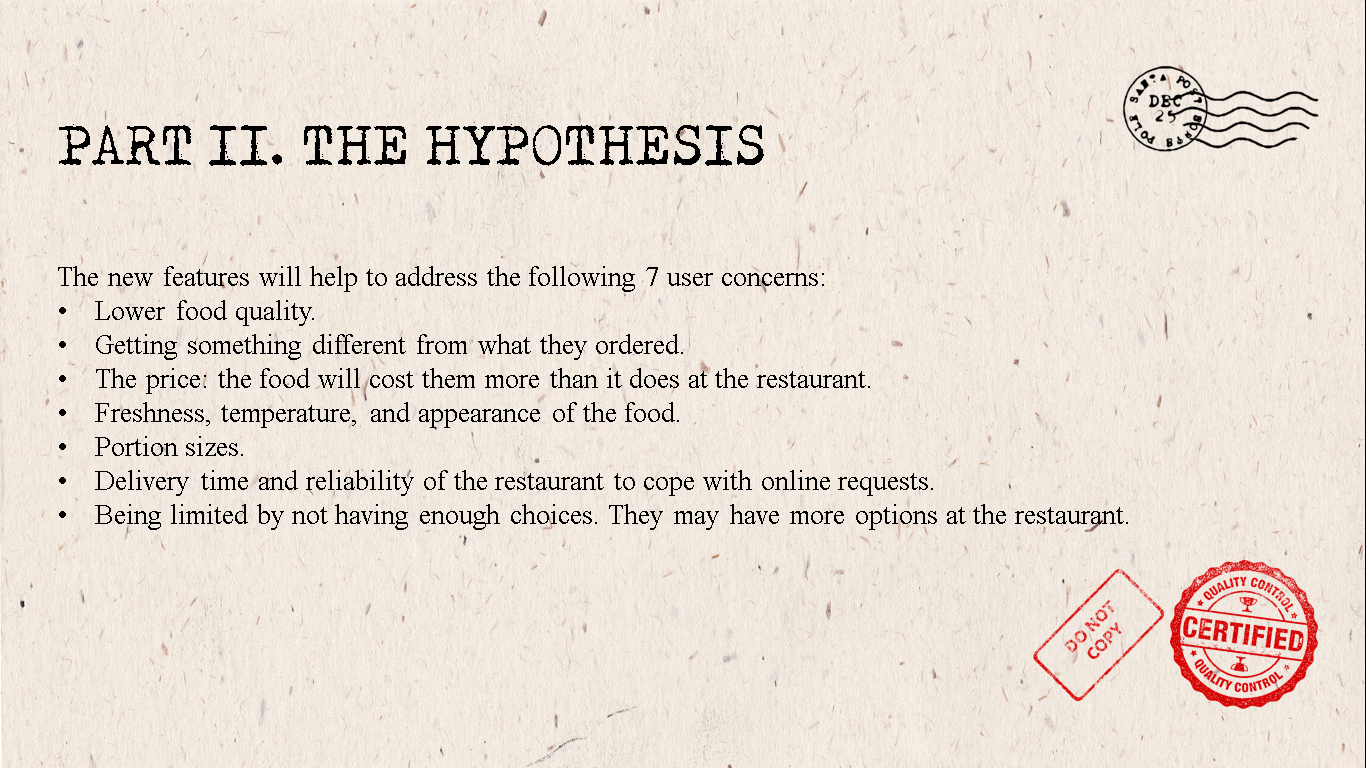 SANTA POST
DEC
25
NORTH POLE
PART II. THE HYPOTHESIS
The new features will help to address the following 7 user concerns:
• Lower food quality.
• Getting something different from what they ordered.
• The price: the food will cost them more than it does at the restaurant.
• Freshness, temperature, and appearance of the food.
• Portion sizes.
• Delivery time and reliability of the restaurant to cope with online requests.
• Being limited by not having enough choices. They may have more options at the restaurant.
DO NOT
COPY
QUALITY CONTROL
CERTIFIED
QUALITY CONTROL